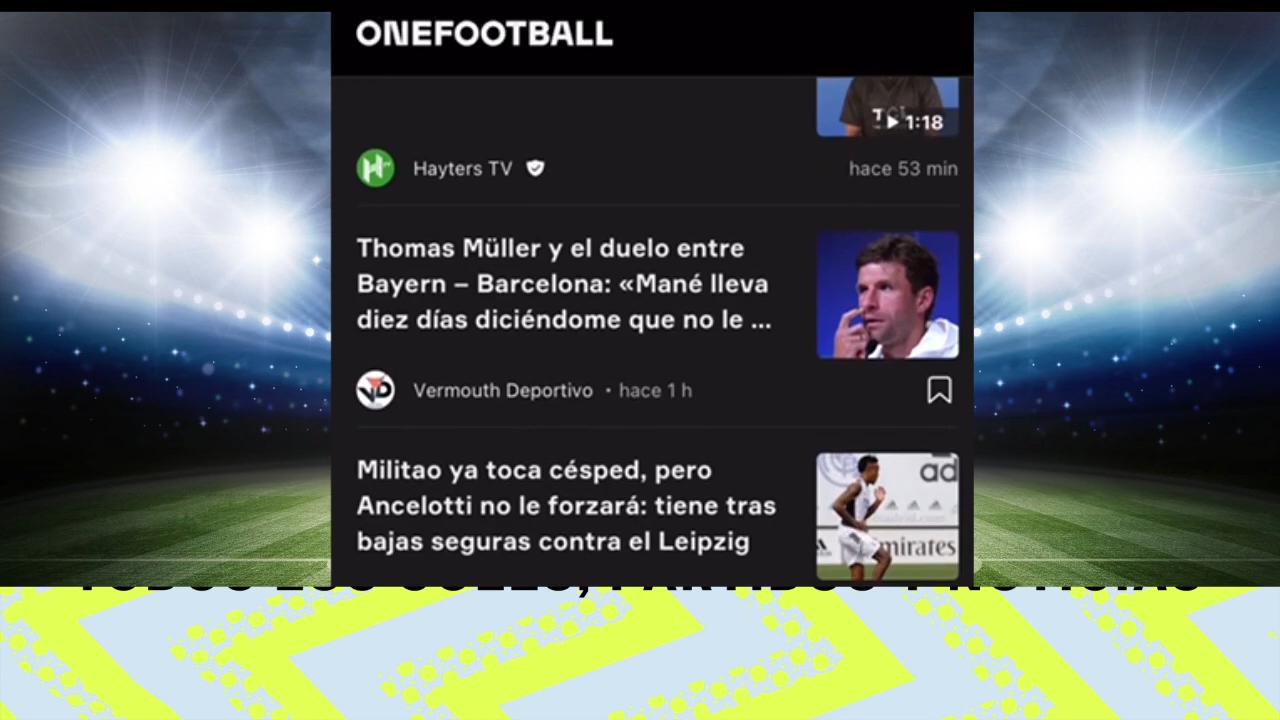 ONEFOOTBALL
1:18
Hayters TV
hace 53 min
Thomas Müller y el duelo entre
Bayern – Barcelona: «Mané lleva
diez días diciéndome que no le ...
Vermouth Deportivo • hace 1 h
Militao ya toca césped, pero
Ancelotti no le forzará: tiene tras
bajas seguras contra el Leipzig
ad
mirates